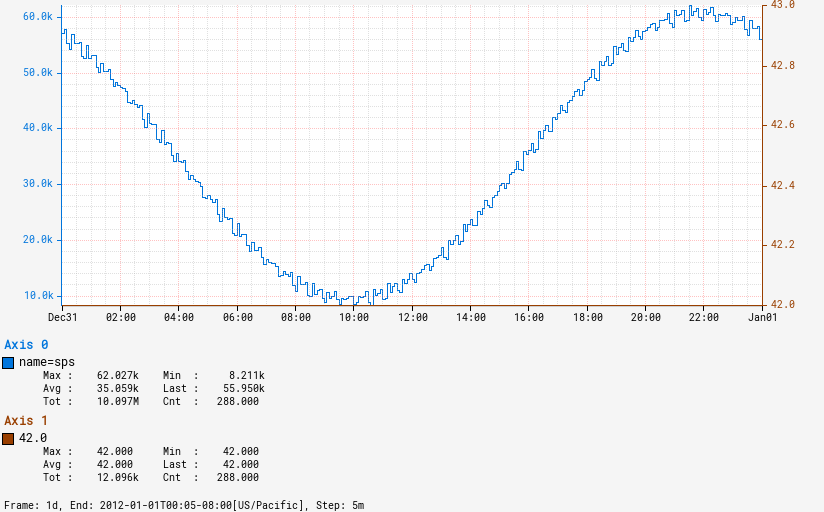 60.0k
50.0k
40.0k
30.0k
20.0k
10.0k
43.0
42.8
42.6
42.4
42.2
42.0
Dec31 02:00 04:00 06:00 08:00 10:00 12:00 14:00 16:00 18:00 20:00 22:00 Jan01
Axis 0
name=sps
Max : 62.027k Min : 8.211k
Avg : 35.059k Last : 55.950k
Tot : 10.097M Cnt : 288.000
Axis 1
42.0
Max : 42.000 Min : 42.000
Avg : 42.000 Last : 42.000
Tot : 12.096k Cnt : 288.000
Frame: 1d, End: 2012-01-01T00:05-08:00[US/Pacific], Step: 5m